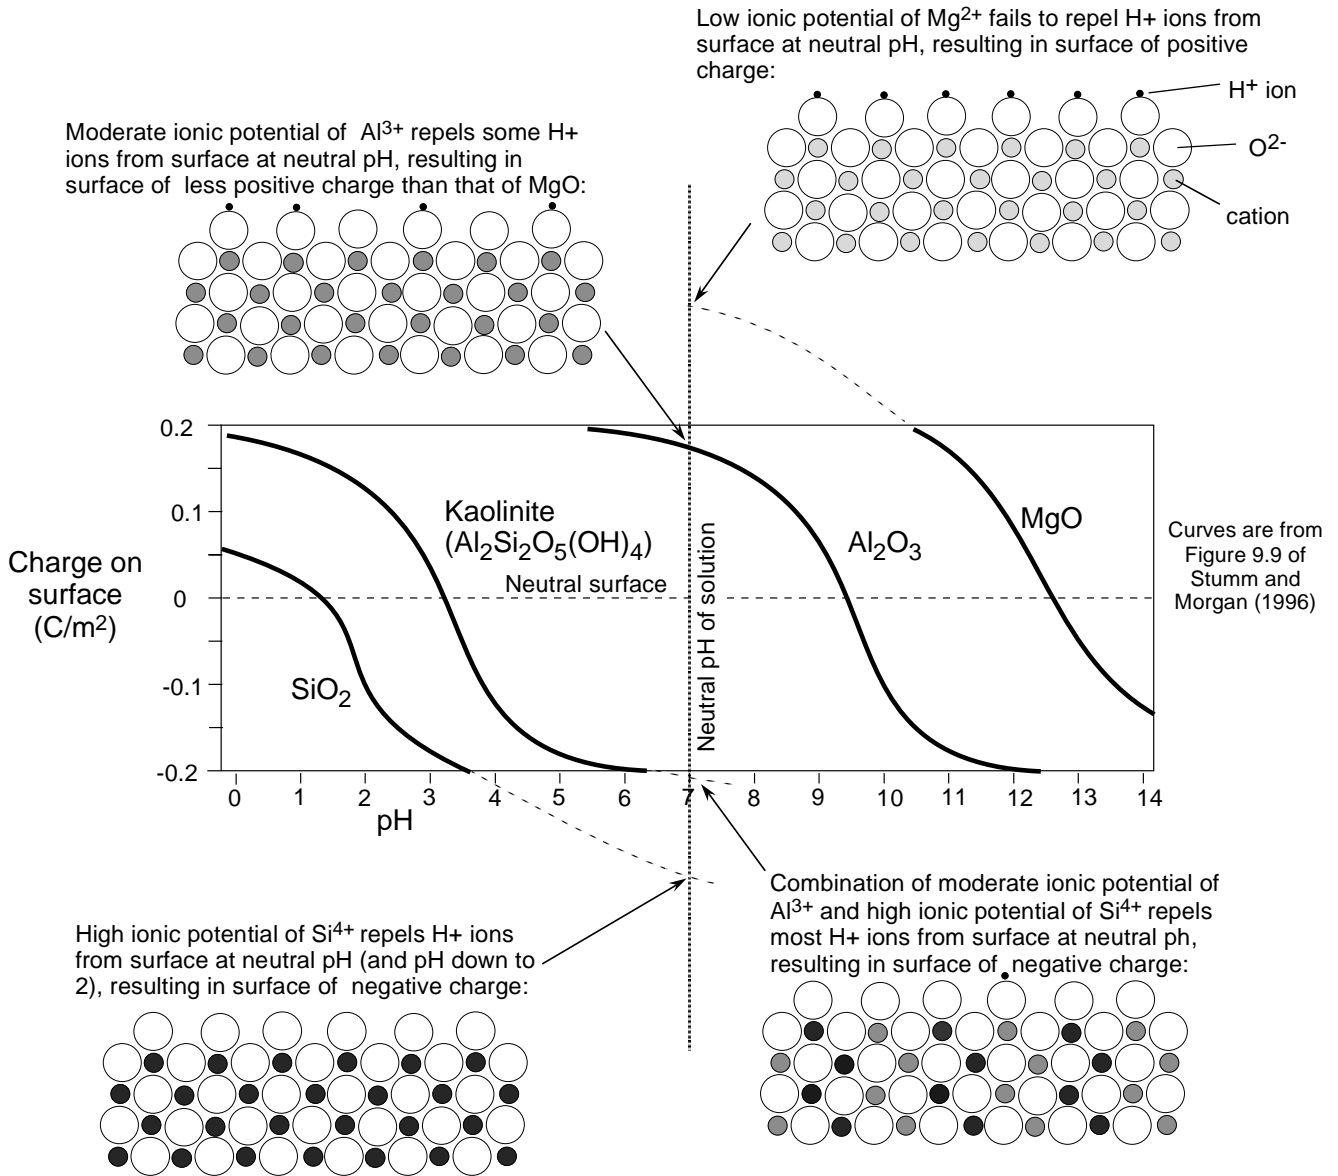 Low ionic potential of Mg2+ fails to repel H+ ions from
surface at neutral pH, resulting in surface of positive
charge:
H+ ion
O2-
cation
Moderate ionic potential of Al3+ repels some H+
ions from surface at neutral pH, resulting in
surface of less positive charge than that of MgO:
Charge on
surface
(C/m2)
0.2
0.1
0
-0.1
-0.2
Kaolinite
(Al2Si2O5(OH)4)
Neutral surface
SiO2
Neutral pH of solution
Al2O3
MgO
Curves are from
Figure 9.9 of
Stumm and
Morgan (1996)
0 1 2 3 4 5 6 7 8 9 10 11 12 13 14
pH
High ionic potential of Si4+ repels H+ ions
from surface at neutral pH (and pH down to
2), resulting in surface of negative charge:
Combination of moderate ionic potential of
Al3+ and high ionic potential of Si4+ repels
most H+ ions from surface at neutral ph,
resulting in surface of negative charge: